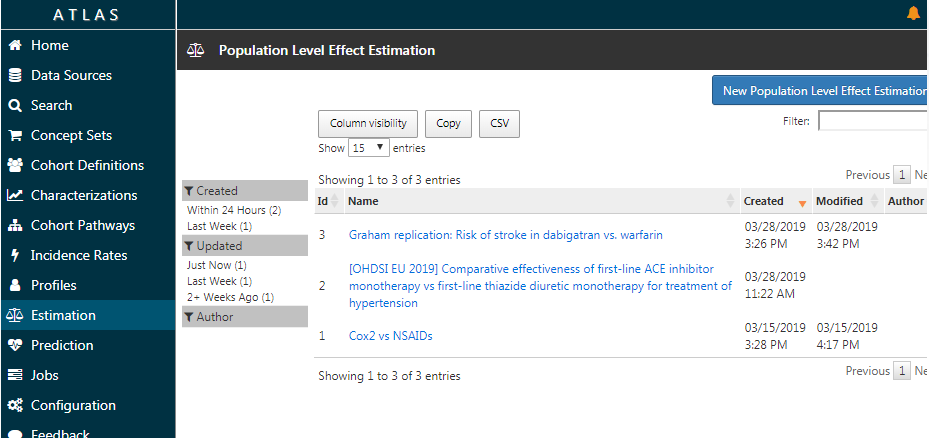 ATLAS
Home
Data Sources
Search
Concept Sets
Cohort Definitions
Characterizations
Cohort Pathways
Incidence Rates
Profiles
Estimation
Prediction
Jobs
Configuration
Feedback
Population Level Effect Estimation
New Population Level Effect Estimation
Column visibility Copy CSV
Filter:
Show 15 entries
Showing 1 to 3 of 3 entries
Previous 1 Ne
Created
Within 24 Hours (2)
Last Week (1)
Updated
Just Now (1)
Last Week (1)
2+ Weeks Ago (1)
Author
Id Name Created Modified Author
3 Graham replication: Risk of stroke in dabigatran vs. warfarin 03/28/2019 03/28/2019
3:26 PM 3:42 PM
[OHDSI EU 2019] Comparative effectiveness of first-line ACE inhibitor
2 monotherapy vs first-line thiazide diuretic monotherapy for treatment of 03/28/2019
hypertension 11:22 AM
1 Cox2 vs NSAIDs 03/15/2019 03/15/2019
3:28 PM 4:17 PM
Showing 1 to 3 of 3 entries
Previous 1 Ne